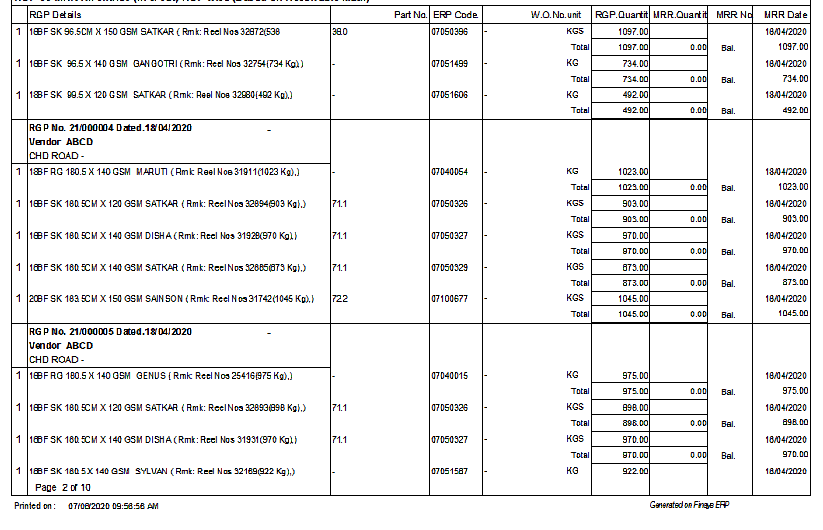 RGP Details Part No. ERP Code. W.O.No.unit RGP.Quantit MRR.Quantit MRR No MRR Date
1 16BF SK 96.5CM X 150 GSM SATKAR ( Rmk: Reel Nos 32872(538 38.0 07050396 - KGS 1097.00 18/04/2020
Total 1097.00 0.00 Bal. 1097.00
1 16BF SK 96.5 X 140 GSM GANGOTRI ( Rmk: Reel Nos 32754(734 Kg),) - 07051499 - KG 734.00 18/04/2020
Total 734.00 0.00 Bal. 734.00
1 18BF SK 99.5 X 120 GSM SATKAR ( Rmk: Reel Nos 32980(492 Kg),) - 07051606 - KG 492.00 18/04/2020
Total 492.00 0.00 Bal. 492.00
RGP No. 21/000004 Dated.18/04/2020 -
Vendor ABCD
CHD ROAD -
1 18BF RG 180.5 X 140 GSM MARUTI ( Rmk: Reel Nos 31911(1023 Kg),) - 07040054 - KG 1023.00 18/04/2020
Total 1023.00 0.00 Bal. 1023.00
1 16BF SK 180.5CM X 120 GSM SATKAR ( Rmk: Reel Nos 32894(903 Kg),) 71.1 07050326 - KGS 903.00 18/04/2020
Total 903.00 0.00 Bal. 903.00
1 16BF SK 180.5CM X 140 GSM DISHA ( Rmk: Reel Nos 31928(970 Kg),) 71.1 07050327 - KGS 970.00 18/04/2020
Total 970.00 0.00 Bal. 970.00
1 16BF SK 180.5CM X 140 GSM SATKAR ( Rmk: Reel Nos 32885(873 Kg),) 71.1 07050329 - KGS 873.00 18/04/2020
Total 873.00 0.00 Bal. 873.00
1 20BF SK 183.5CM X 150 GSM SAINSON ( Rmk: Reel Nos 31742(1045 Kg),) 72.2 07100677 - KGS 1045.00 18/04/2020
Total 1045.00 0.00 Bal. 1045.00
RGP No. 21/000005 Dated.18/04/2020 -
Vendor ABCD
CHD ROAD -
1 18BF RG 180.5 X 140 GSM GENUS ( Rmk: Reel Nos 25416(975 Kg),) - 07040015 - KG 975.00 18/04/2020
Total 975.00 0.00 Bal. 975.00
1 16BF SK 180.5CM X 120 GSM SATKAR ( Rmk: Reel Nos 32893(898 Kg),) 71.1 07050326 - KGS 898.00 18/04/2020
Total 898.00 0.00 Bal. 898.00
1 16BF SK 180.5CM X 140 GSM DISHA ( Rmk: Reel Nos 31931(970 Kg),) 71.1 07050327 - KGS 970.00 18/04/2020
Total 970.00 0.00 Bal. 970.00
1 16BF SK 180.5 X 140 GSM SYLVAN ( Rmk: Reel Nos 32169(922 Kg),) - 07051587 - KG 922.00 18/04/2020
Page 2 of 10
Printed on : 07/08/2020 09:56:56 AM Generated on Finsys ERP